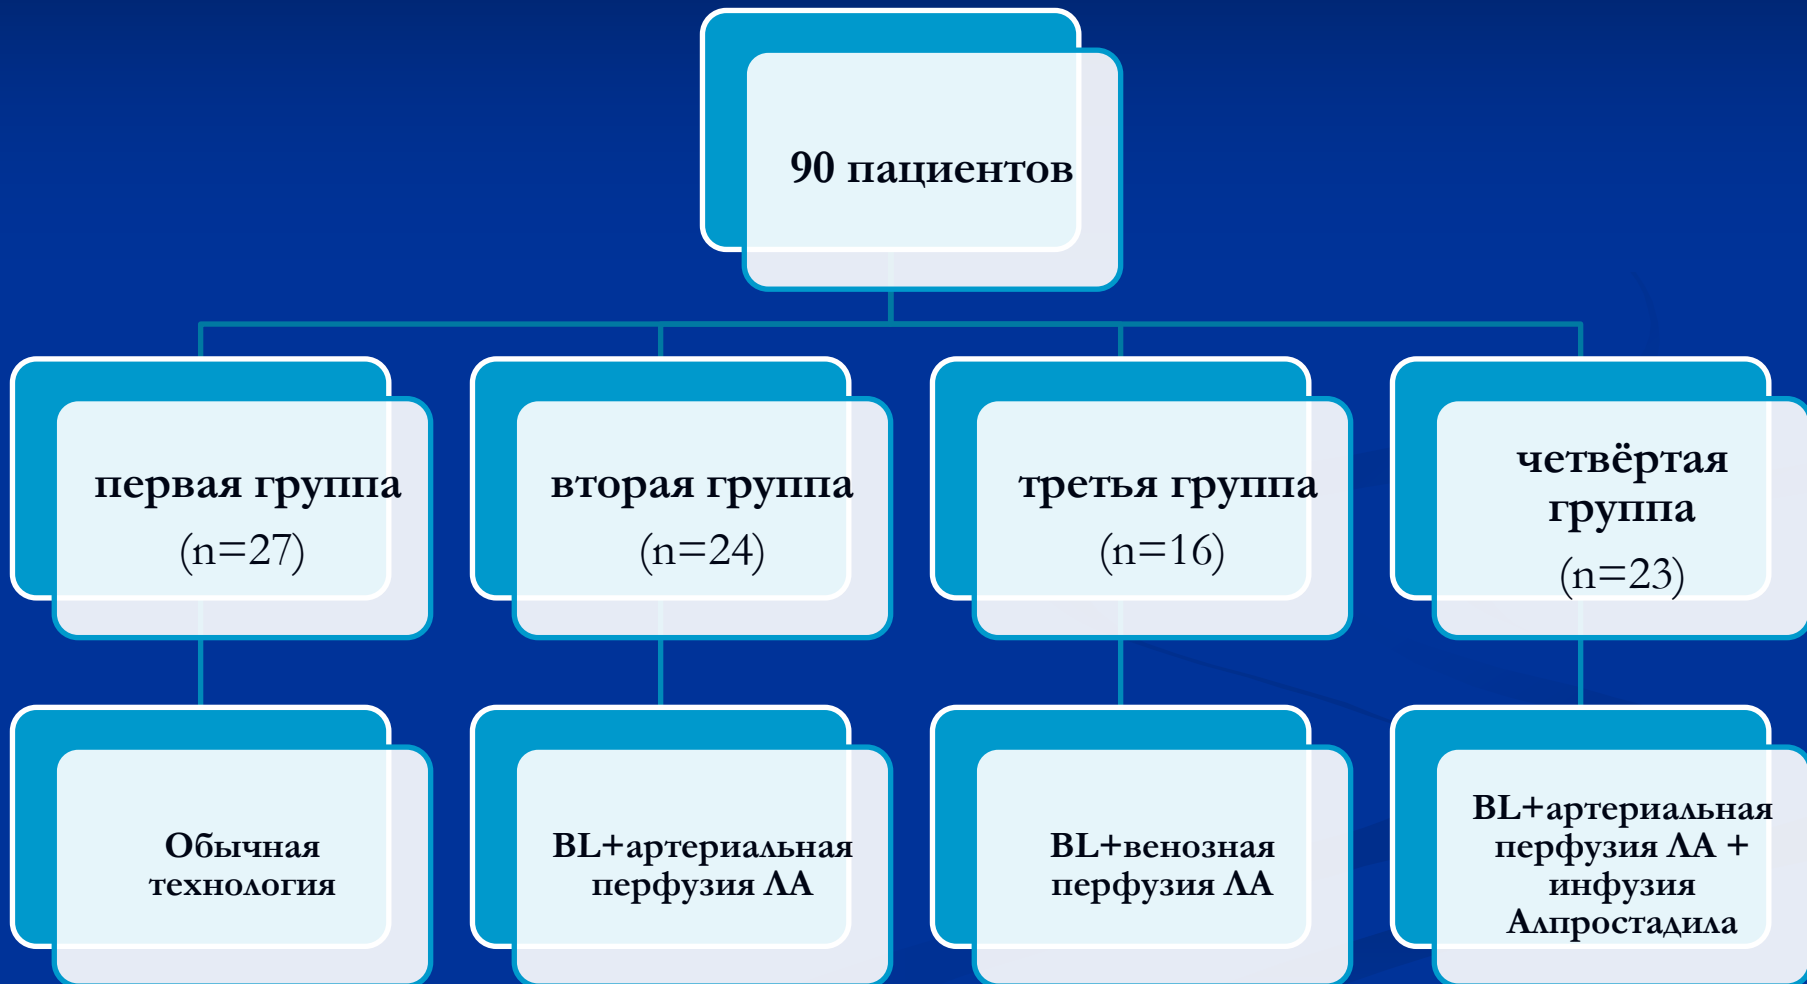 90 пациентов
первая группа
(n=27)
вторая группа
(n=24)
третья группа
(n=16)
четвёртая
группа
(n=23)
Обычная
технология
BL+артериальная
перфузия ЛА
BL+венозная
перфузия ЛА
BL+артериальная
перфузия ЛА +
инфузия
Алпростадила